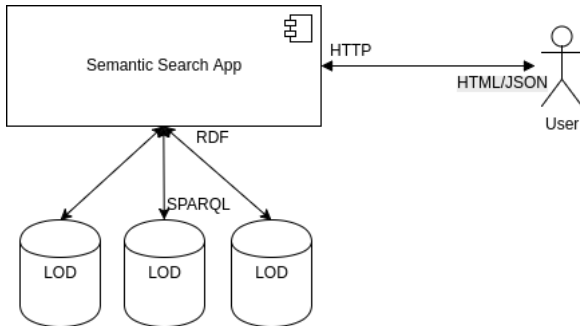 HTTP
Semantic Search App
HTML/JSON
User
RDF
SPARQL
LOD
LOD
LOD